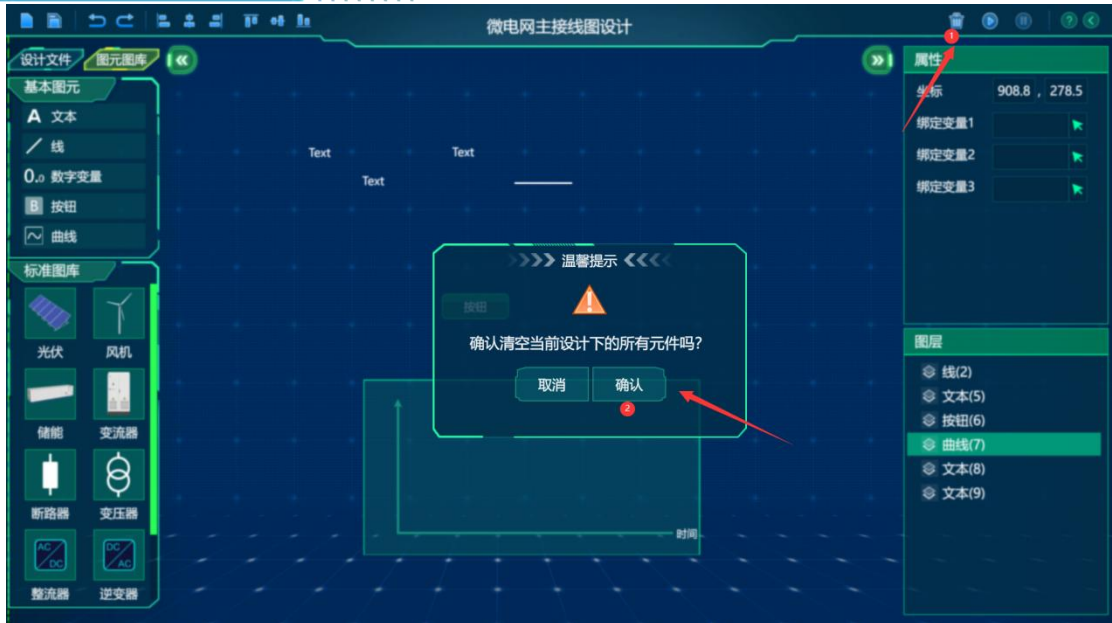 微电网主接线图设计
1
?
设计文件 图元图库
基本图元
A 文本
线
0.0 数字变量
B 按钮
曲线
标准图库
光伏 风机
储能 变流器
断路器 变压器
AC/DC DC/AC
整流器 逆变器
Text Text
Text
按钮
时间
温馨提示
确认清空当前设计下的所有元件吗?
取消 确认
2
属性
坐标 908.8 , 278.5
绑定变量1
绑定变量2
绑定变量3
图层
线(2)
文本(5)
按钮(6)
曲线(7)
文本(8)
文本(9)